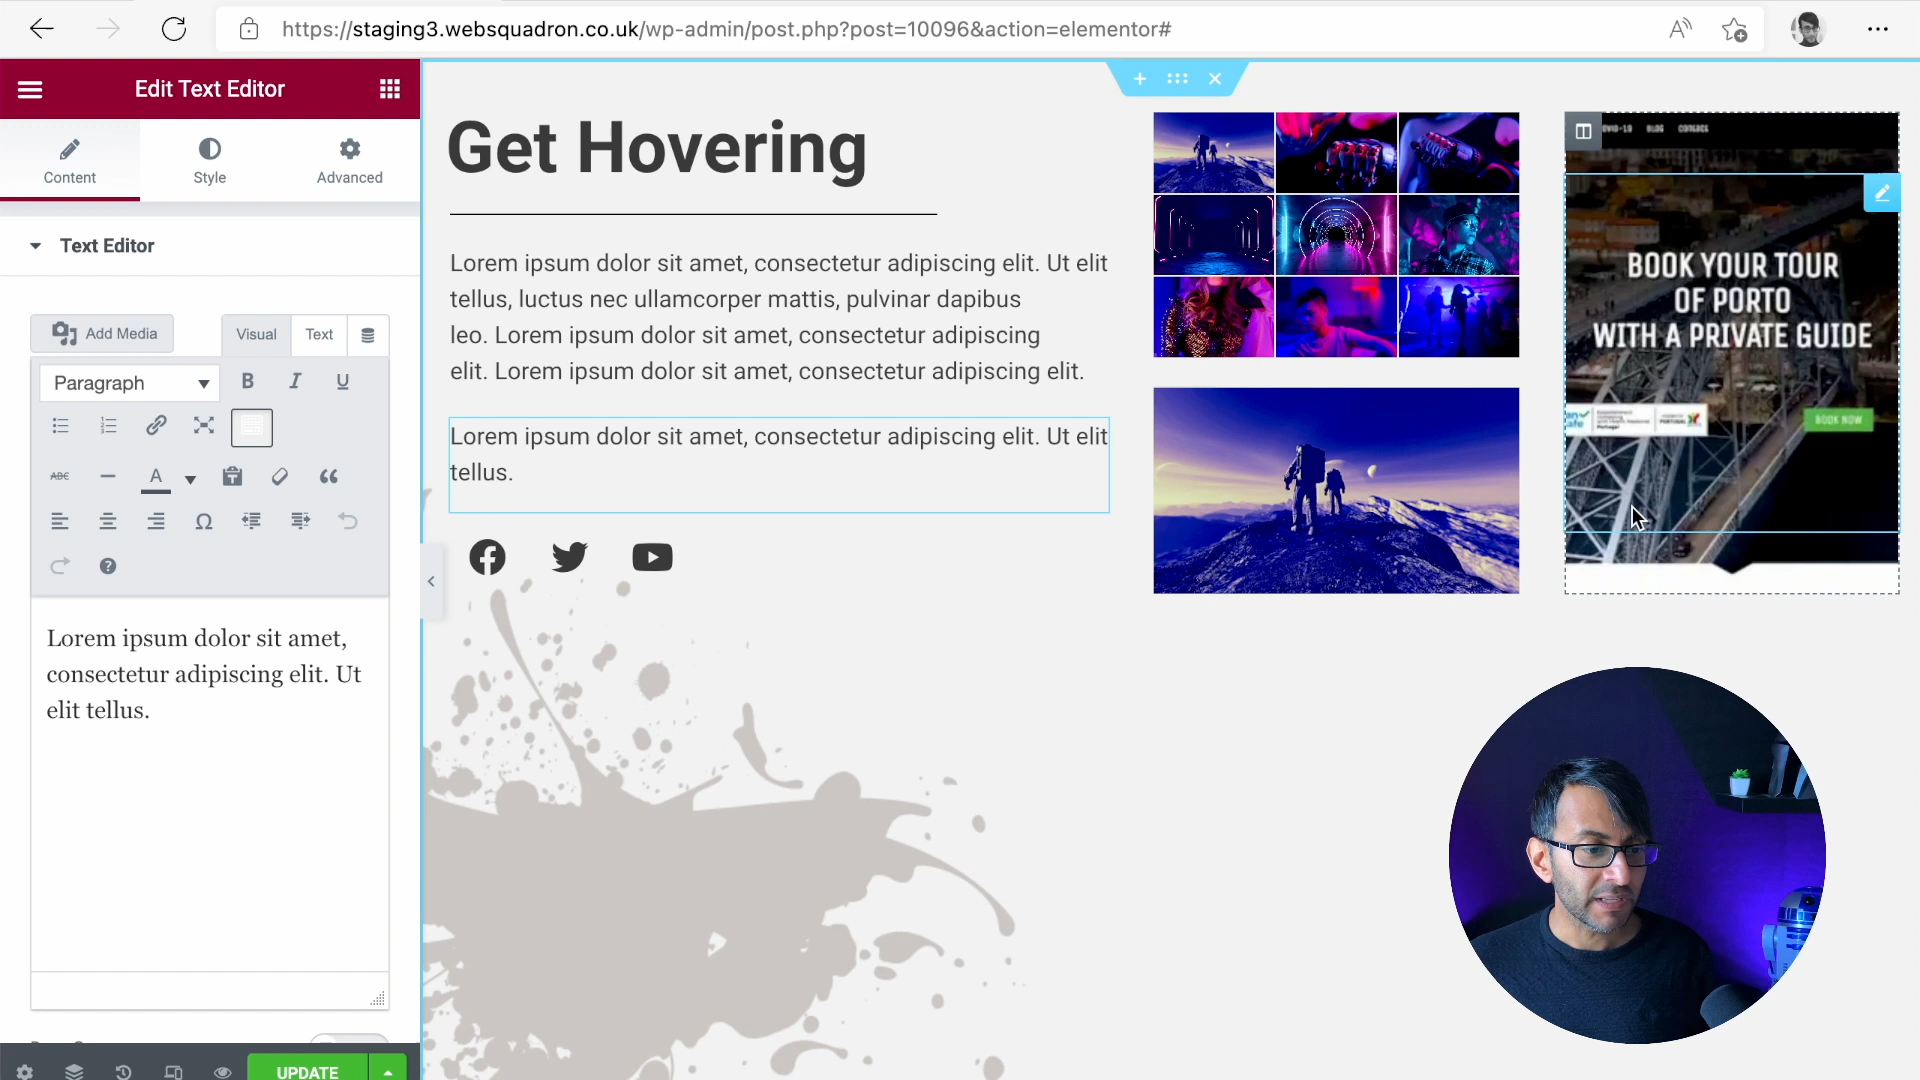 https://staging3.websquadron.co.uk/wp-admin/post.php?post=10096&action=elementor#
Edit Text Editor
Content
Style
Advanced
Text Editor
Add Media
Visual
Text
Paragraph
B
I
U
ABC
A
Ω
Lorem ipsum dolor sit amet,
consectetur adipiscing elit. Ut
elit tellus.
UPDATE
Get Hovering
Lorem ipsum dolor sit amet, consectetur adipiscing elit. Ut elit
tellus, luctus nec ullamcorper mattis, pulvinar dapibus
leo. Lorem ipsum dolor sit amet, consectetur adipiscing
elit. Lorem ipsum dolor sit amet, consectetur adipiscing elit.
Lorem ipsum dolor sit amet, consectetur adipiscing elit. Ut elit
tellus.
BLOG CONTACT
BOOK YOUR TOUR
OF PORTO
WITH A PRIVATE GUIDE
BOOK NOW